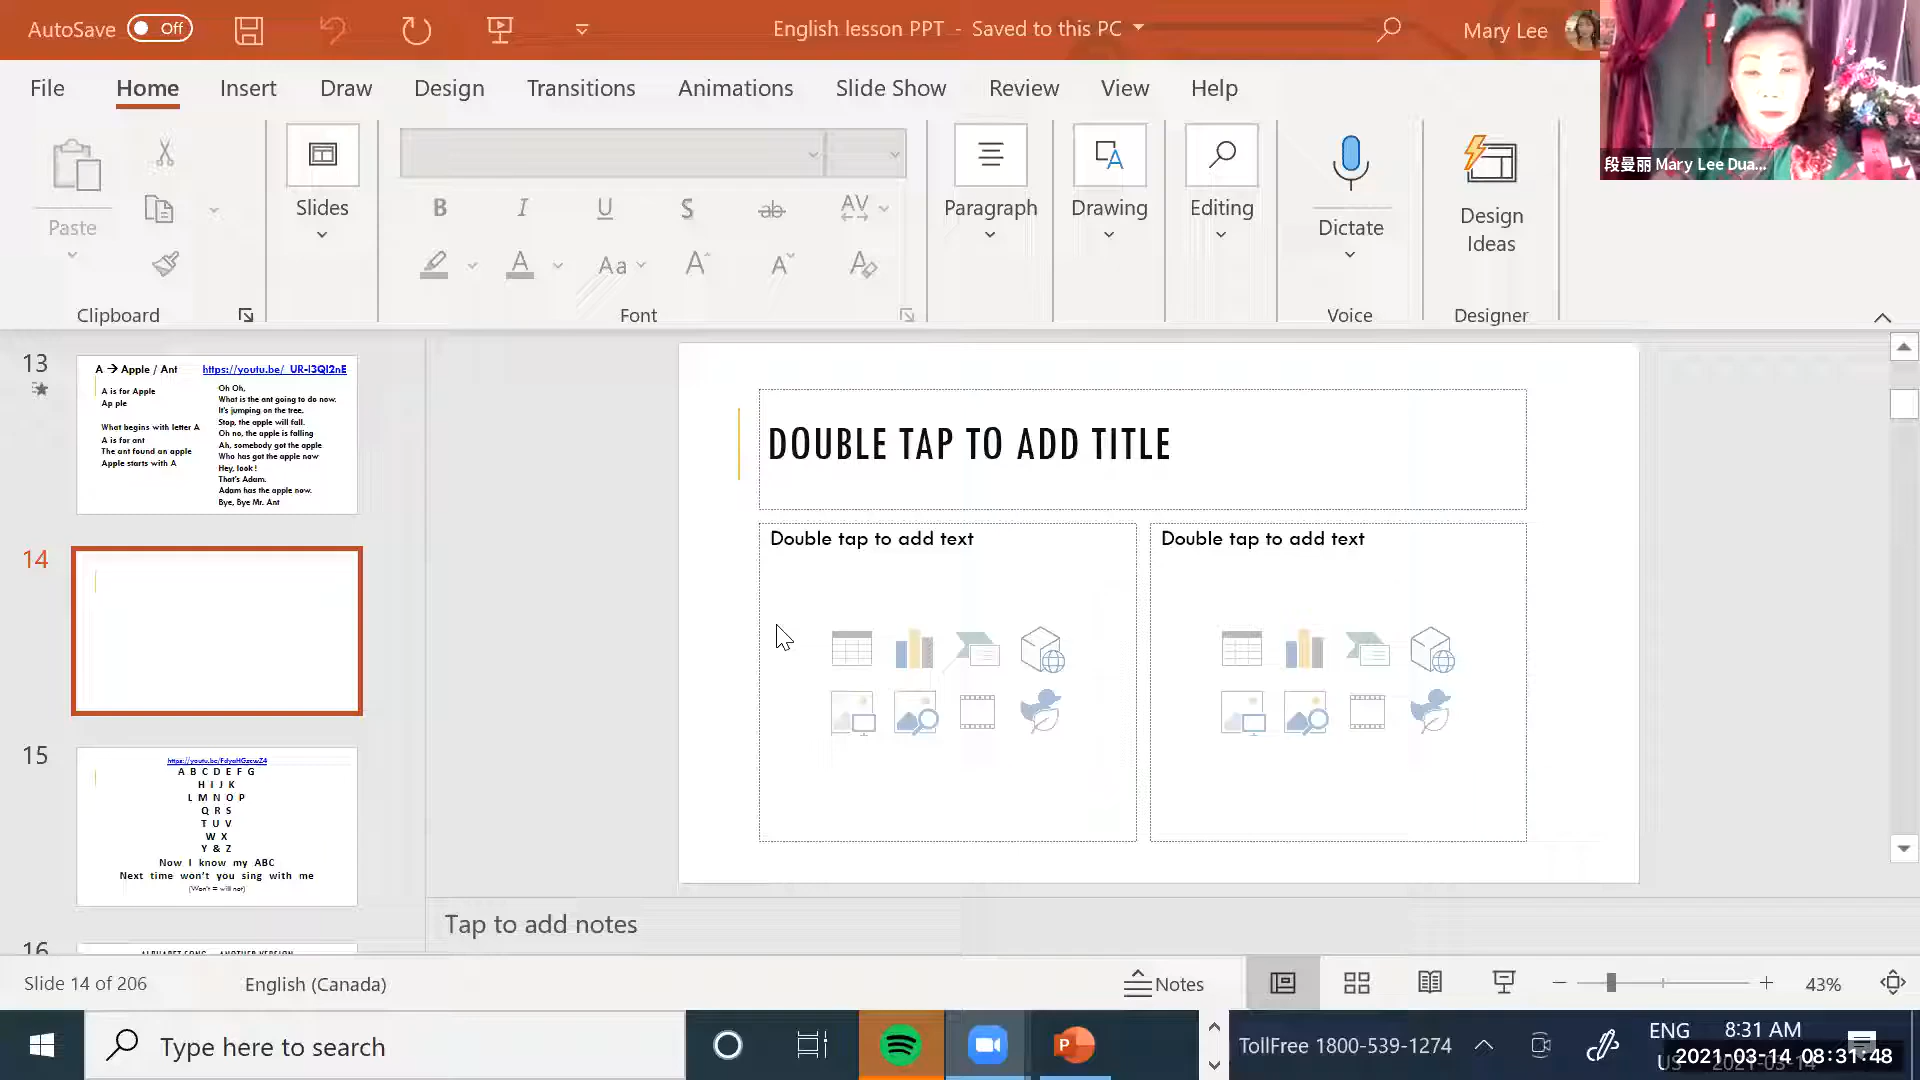 AutoSave Off
English lesson PPT - Saved to this PC
Mary Lee
File Home Insert Draw Design Transitions Animations Slide Show Review View Help
段曼丽 Mary Lee Dua...
Paste
Slides
B I U S ab AV
Aa A A
Paragraph
Drawing
Editing
Dictate
Design
Ideas
Clipboard
Font
Voice
Designer
13
A → Apple / Ant
A is for Apple
Ap ple
What begins with letter A
A is for ant
The ant found an apple
Apple starts with A
Oh Oh,
What is the ant going to do now.
It's jumping on the tree,
Stop, the apple will fall.
Oh no, the apple is falling
Ah, somebody got the apple
Who has got the apple now
Hey, look !
That's Adam.
Adam has the apple now.
Bye, Bye Mr. Ant
14
15
A B C D E F G
H I J K
L M N O P
Q R S
T U V
W X
Y & Z
Now I know my ABC
Next time won't you sing with me
(Won't = will not)
16
DOUBLE TAP TO ADD TITLE
Double tap to add text
Double tap to add text
Tap to add notes
Slide 14 of 206
English (Canada)
Notes
43%
Type here to search
TollFree 1800-539-1274
ENG
US
8:31 AM
2021-03-14 08:31:48